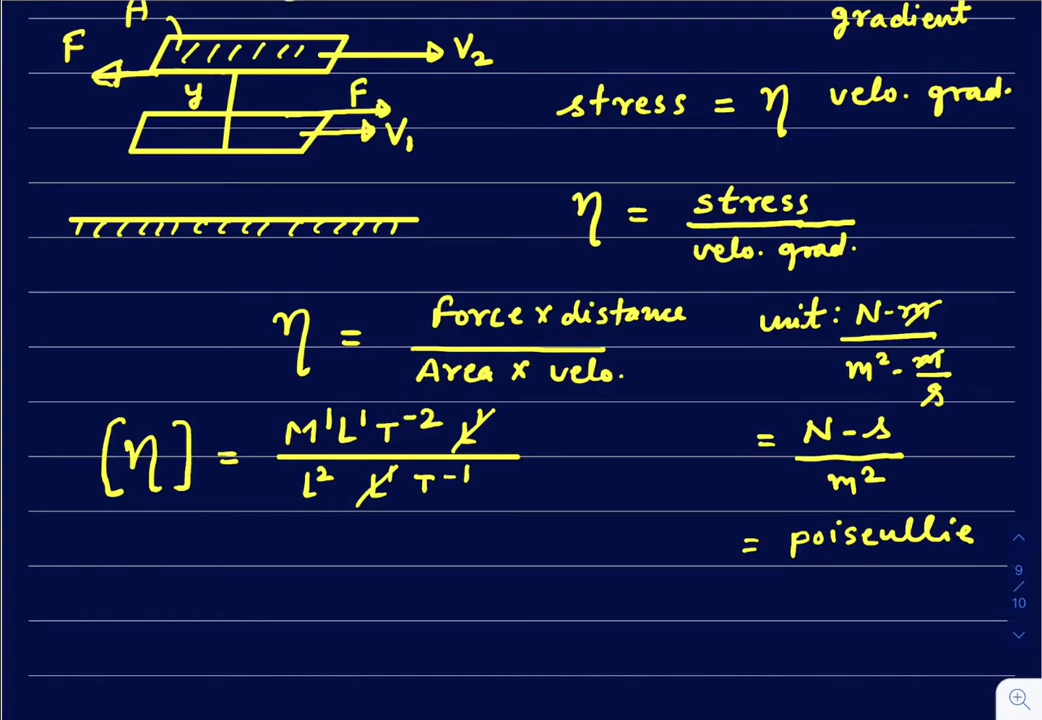 A
gradient
F
V2
y
F
V1
stress = η velo. grad.
η = stress / velo. grad.
η = force x distance / Area x velo.
unit: N-m / m² - m/s
[η] = M¹L¹T⁻² L¹ / L² L¹ T⁻¹
= N-s / m²
= poiseullie
9
/
10